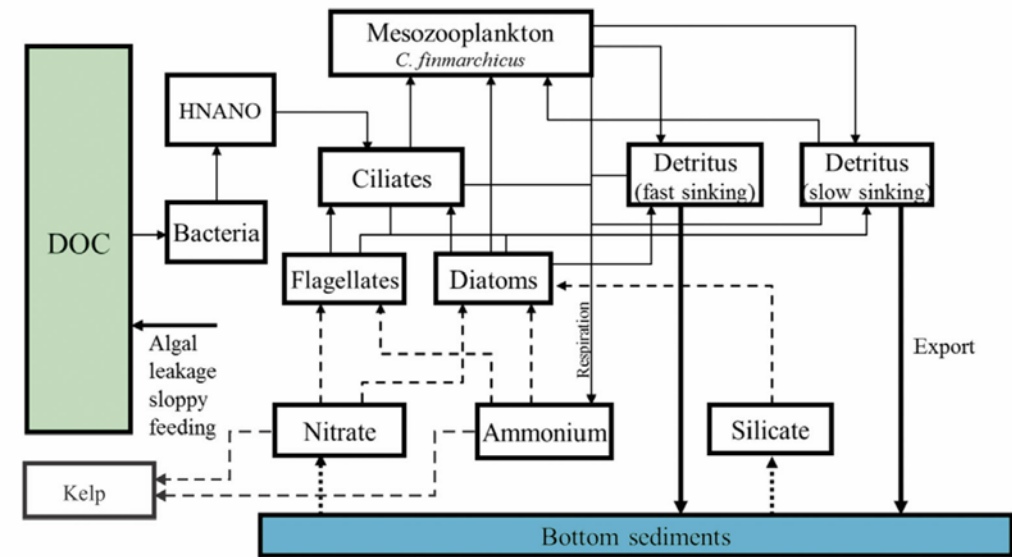 Mesozooplankton
C. finmarchicus
HNANO
Ciliates
Detritus
(fast sinking)
Detritus
(slow sinking)
DOC
Bacteria
Flagellates
Diatoms
Respiration
Algal
leakage
sloppy
feeding
Export
Nitrate
Ammonium
Silicate
Kelp
Bottom sediments